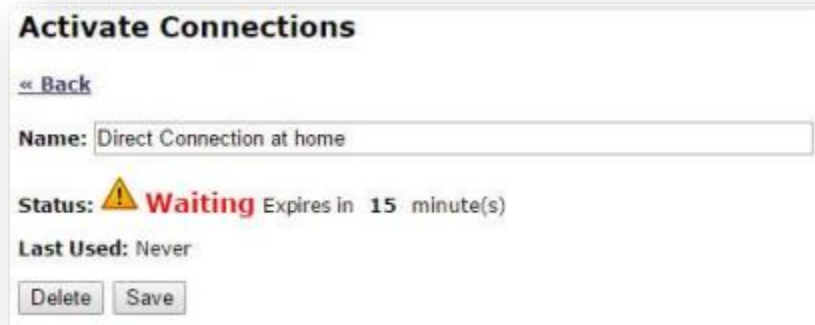 Activate Connections
« Back
Name: Direct Connection at home
Status: Waiting Expires in 15 minute(s)
Last Used: Never
Delete Save